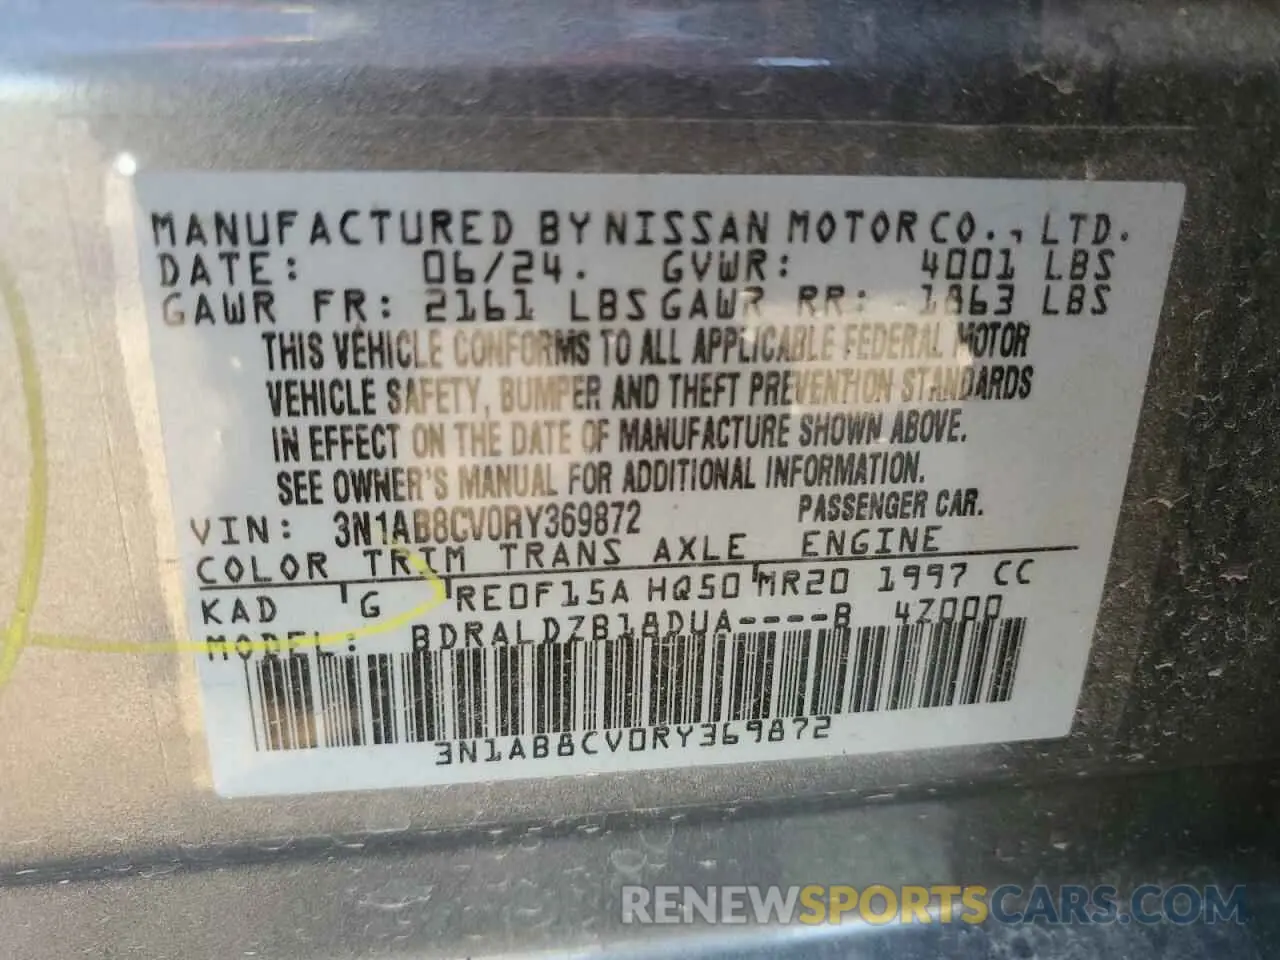 MANUFACTURED BY NISSAN MOTOR CO., LTD.
DATE: 06/24. GVWR: 4001 LBS
GAWR FR: 2161 LBS GAWR RR: 1863 LBS
THIS VEHICLE CONFORMS TO ALL APPLICABLE FEDERAL MOTOR
VEHICLE SAFETY, BUMPER AND THEFT PREVENTION STANDARDS
IN EFFECT ON THE DATE OF MANUFACTURE SHOWN ABOVE.
SEE OWNER'S MANUAL FOR ADDITIONAL INFORMATION.
VIN: 3N1AB8CV0RY369872 PASSENGER CAR.
COLOR TRIM TRANS AXLE ENGINE
KAD G RE0F15A HQ50 MR20 1997 CC
MODEL: BDRALDZB18DUA----B 4Z000
3N1AB8CV0RY369872
RENEWSPORTSCARS.COM